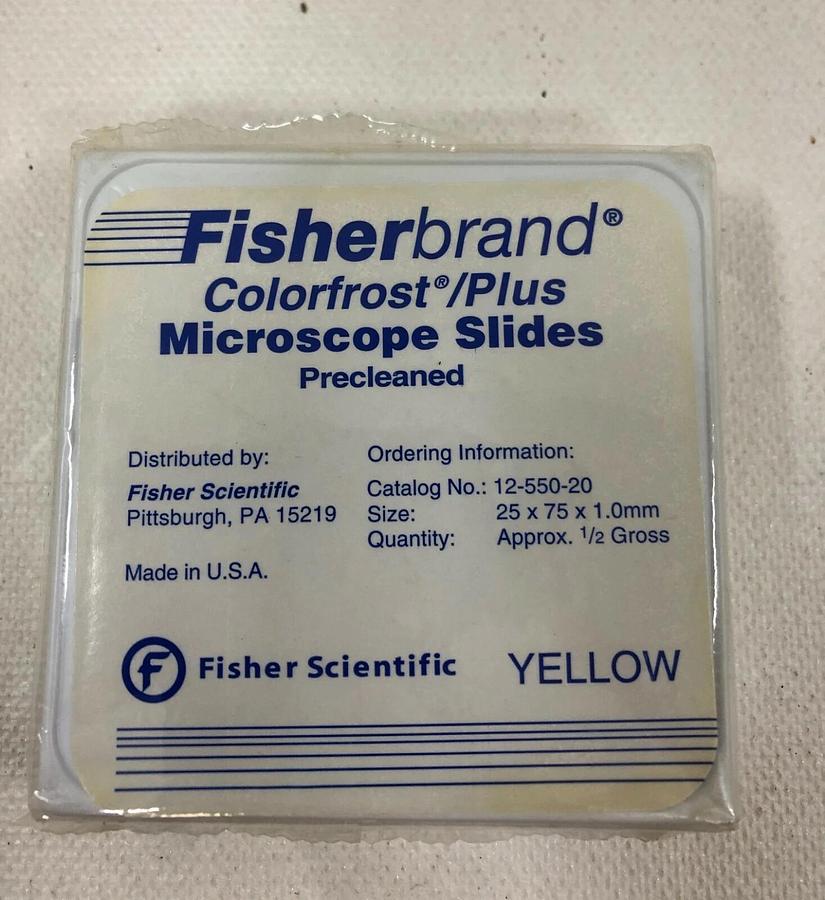 Fisherbrand®
Colorfrost®/Plus
Microscope Slides
Precleaned
Distributed by:
Fisher Scientific
Pittsburgh, PA 15219
Made in U.S.A.
Ordering Information:
Catalog No.: 12-550-20
Size: 25 x 75 x 1.0mm
Quantity: Approx. 1/2 Gross
f Fisher Scientific
YELLOW